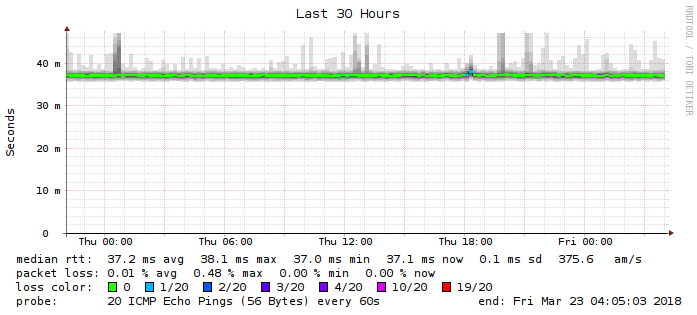 Last 30 Hours
RRDTOOL / TOBI OETIKER
Seconds
40 m
30 m
20 m
10 m
0
Thu 00:00 Thu 06:00 Thu 12:00 Thu 18:00 Fri 00:00
median rtt: 37.2 ms avg 38.1 ms max 37.0 ms min 37.1 ms now 0.1 ms sd 375.6 am/s
packet loss: 0.01 % avg 0.48 % max 0.00 % min 0.00 % now
loss color: 0 1/20 2/20 3/20 4/20 10/20 19/20
probe: 20 ICMP Echo Pings (56 Bytes) every 60s end: Fri Mar 23 04:05:03 2018